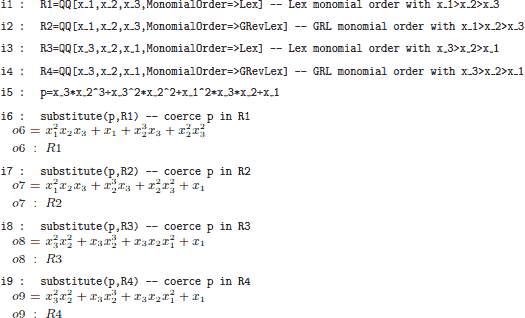 i1 : R1=QQ[x_1,x_2,x_3,MonomialOrder=>Lex] -- Lex monomial order with x_1>x_2>x_3
i2 : R2=QQ[x_1,x_2,x_3,MonomialOrder=>GRevLex] -- GRL monomial order with x_1>x_2>x_3
i3 : R3=QQ[x_3,x_2,x_1,MonomialOrder=>Lex] -- Lex monomial order with x_3>x_2>x_1
i4 : R4=QQ[x_3,x_2,x_1,MonomialOrder=>GRevLex] -- GRL monomial order with x_3>x_2>x_1
i5 : p=x_3*x_2^3+x_3^2*x_2^2+x_1^2*x_3*x_2+x_1
i6 : substitute(p,R1) -- coerce p in R1
o6 = x_1^2x_2x_3 + x_1 + x_2^3x_3 + x_2^2x_3^2
o6 : R1
i7 : substitute(p,R2) -- coerce p in R2
o7 = x_1^2x_2x_3 + x_2^3x_3 + x_2^2x_3^2 + x_1
o7 : R2
i8 : substitute(p,R3) -- coerce p in R3
o8 = x_3^2x_2^2 + x_3x_2^3 + x_3x_2x_1^2 + x_1
o8 : R3
i9 : substitute(p,R4) -- coerce p in R4
o9 = x_3^2x_2^2 + x_3x_2^3 + x_3x_2x_1^2 + x_1
o9 : R4